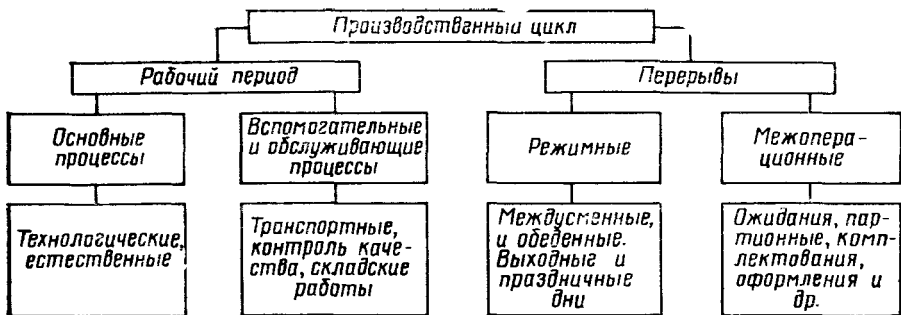 Производственный цикл
Рабочий период
Перерывы
Основные
процессы
Вспомогательные
и обслуживающие
процессы
Режимные
Межопера-
ционные
Технологические,
естественные
Транспортные,
контроль каче-
ства, складские
работы
Междусменные,
и обеденные.
Выходные и
праздничные
дни
Ожидания, пар-
тионные, комп-
лектования,
оформления и
др.